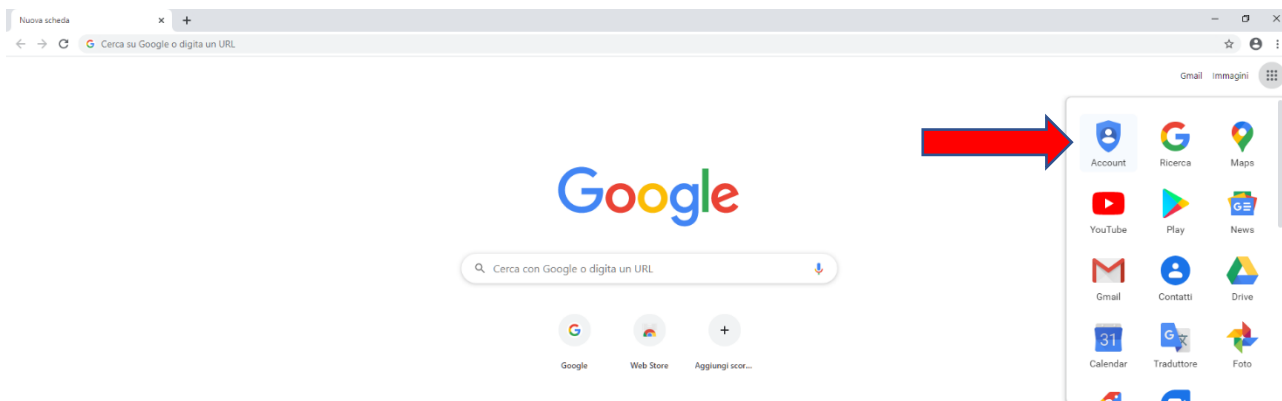 Nuova scheda
Cerca su Google o digita un URL
Gmail Immagini
Account Ricerca Maps
Google
YouTube Play News
Cerca con Google o digita un URL
Gmail Contatti Drive
31
Calendar Traduttore Foto
Google Web Store Aggiungi scor...